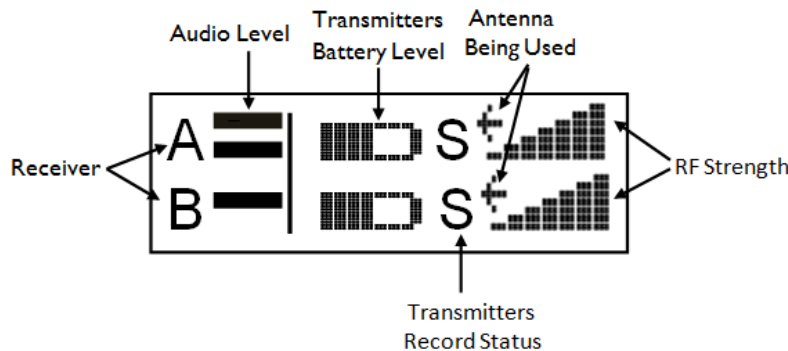 Transmitters
Battery Level
Antenna
Being Used
Audio Level
A
S
Receiver
RF Strength
B
S
Transmitters
Record Status